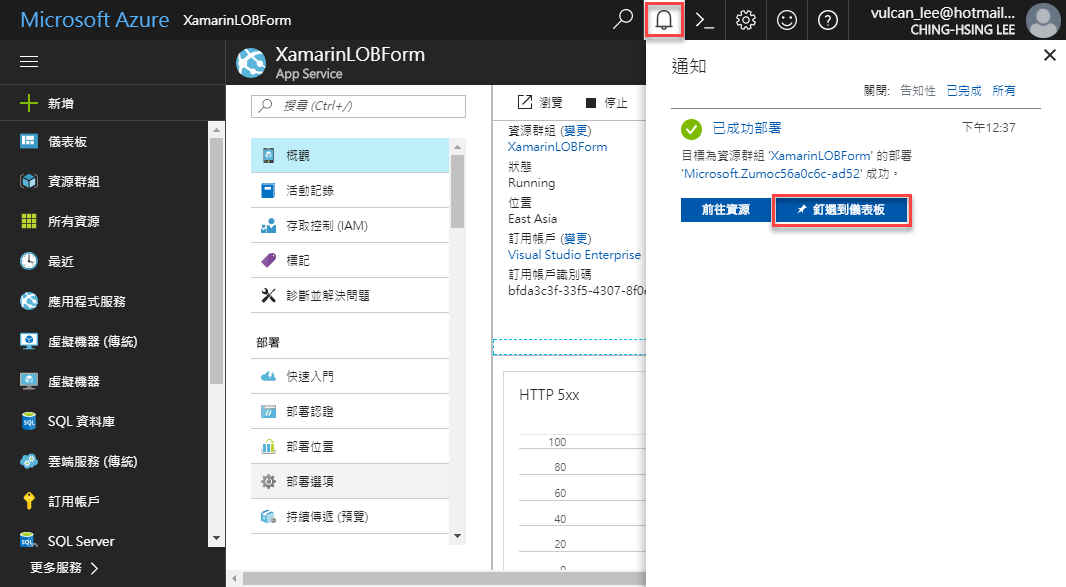 Microsoft Azure XamarinLOBForm
vulcan_lee@hotmail....
CHING-HSING LEE
新增
儀表板
資源群組
所有資源
最近
應用程式服務
虛擬機器 (傳統)
虛擬機器
SQL 資料庫
雲端服務 (傳統)
訂用帳戶
SQL Server
更多服務
XamarinLOBForm
App Service
搜尋 (Ctrl+/)
概觀
活動記錄
存取控制 (IAM)
標記
診斷並解決問題
部署
快速入門
部署認證
部署位置
部署選項
持續傳遞 (預覽)
瀏覽 停止
資源群組 (變更)
XamarinLOBForm
狀態
Running
位置
East Asia
訂用帳戶 (變更)
Visual Studio Enterprise
訂用帳戶識別碼
bfda3c3f-33f5-4307-8f0e
HTTP 5xx
100
80
60
40
20
通知
關閉: 告知性 已完成 所有
已成功部署 下午12:37
目標為資源群組 'XamarinLOBForm' 的部署
'Microsoft.Zumoc56a0c6c-ad52' 成功。
前往資源 釘選到儀表板